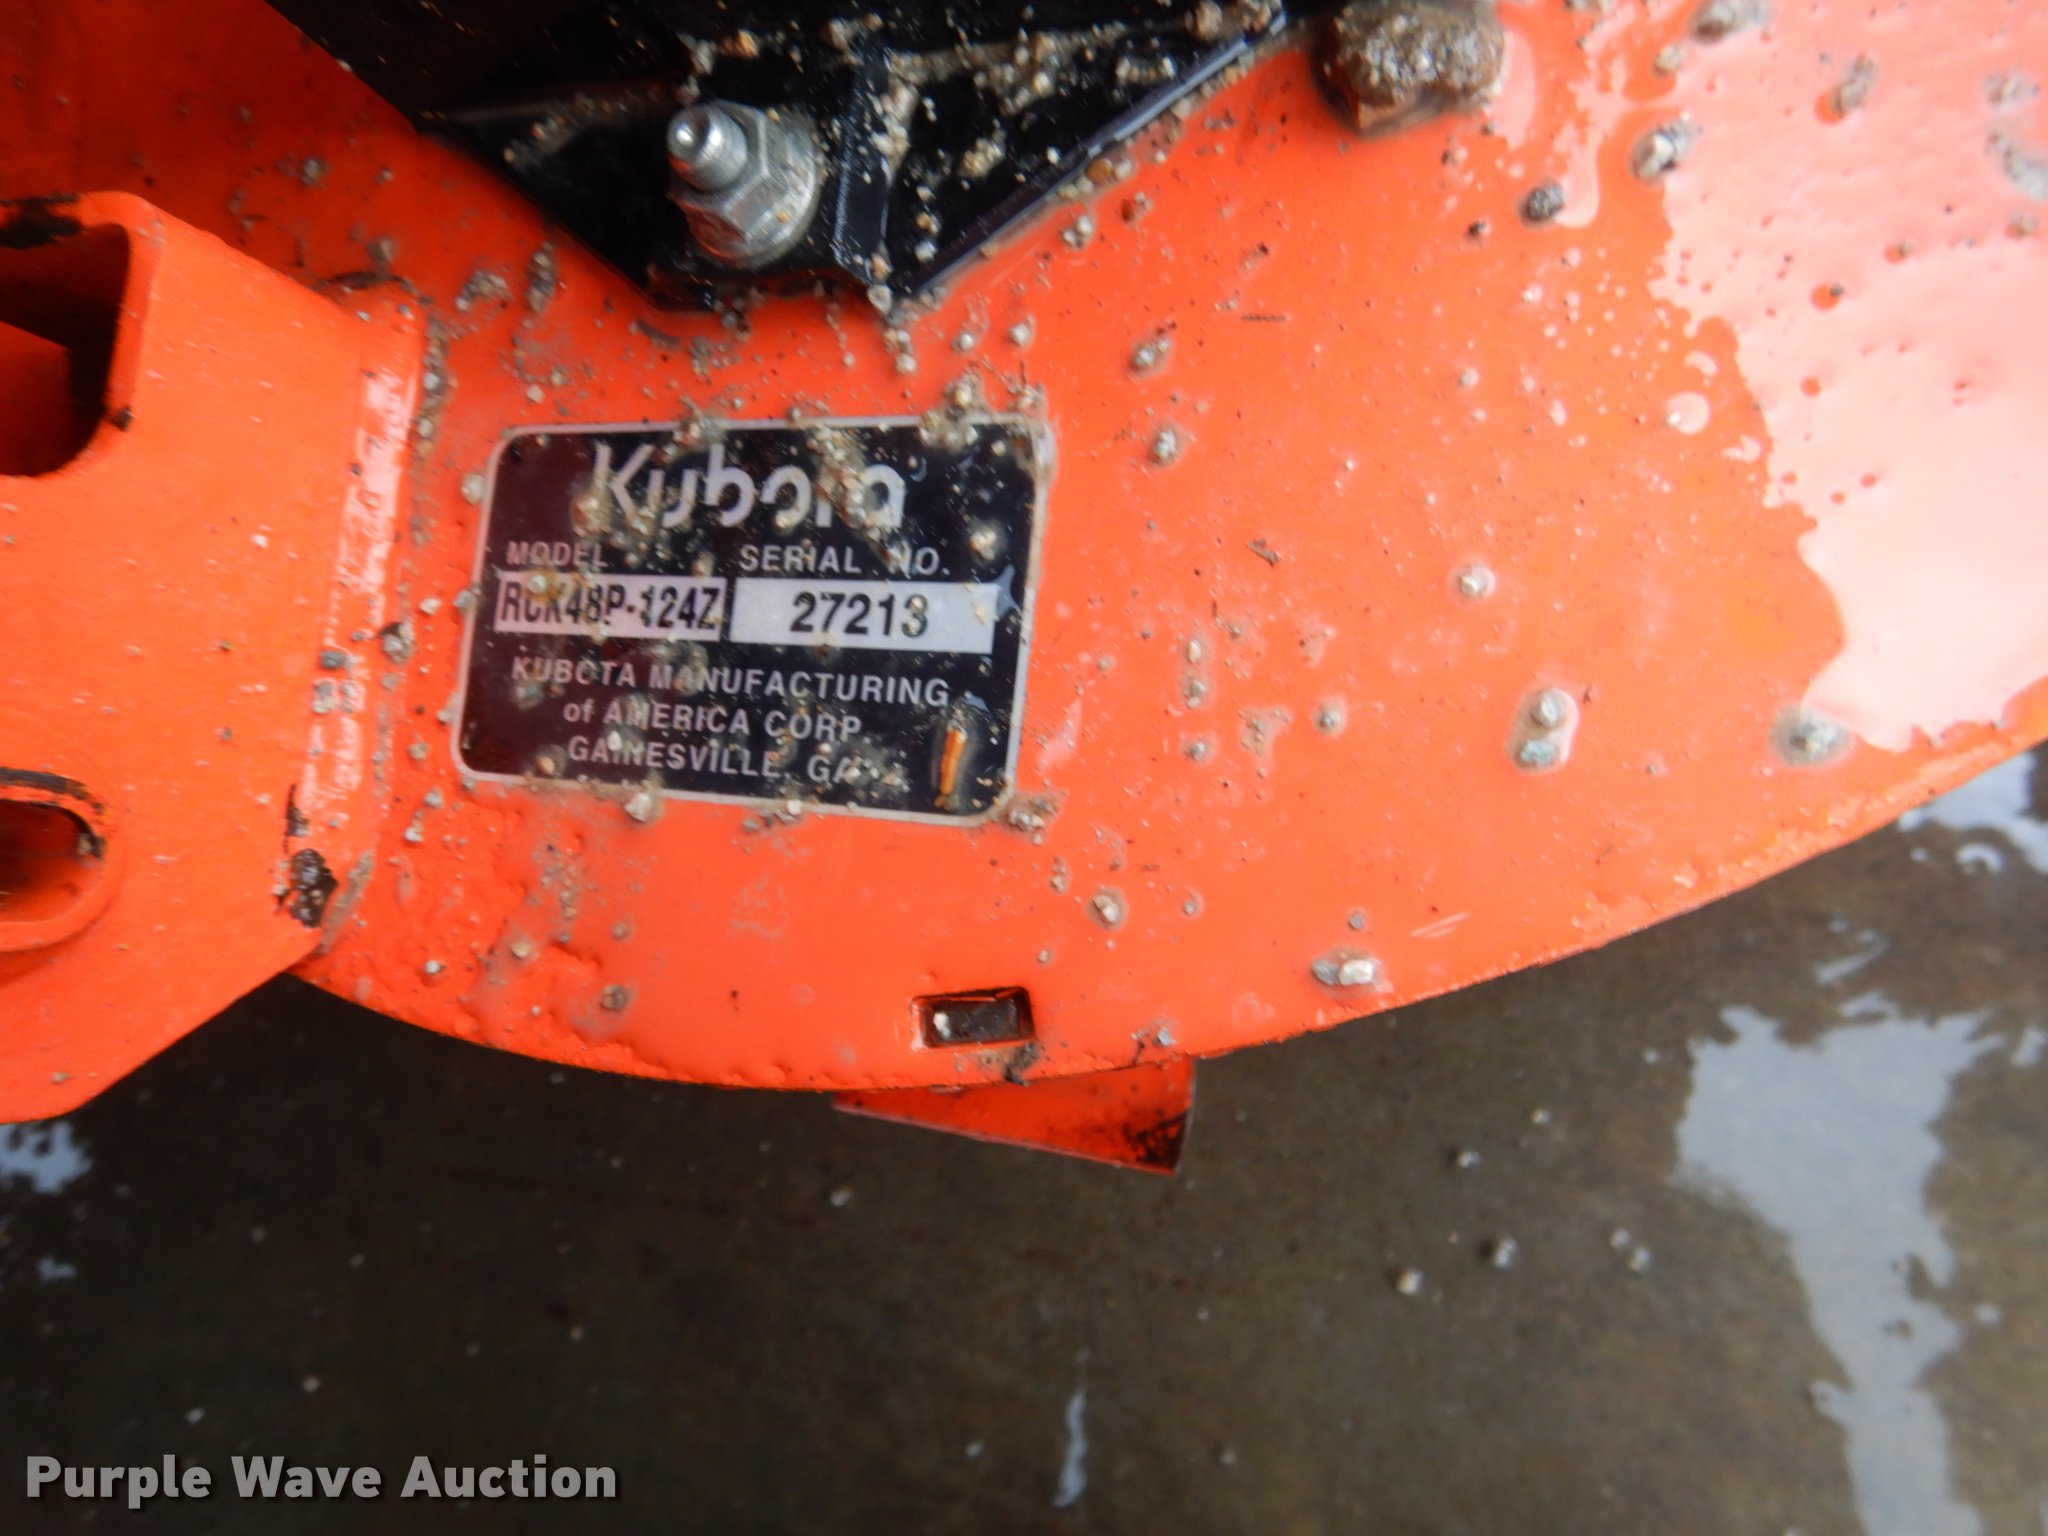 Kubota
MODEL SERIAL NO.
RCK48P-124Z 27213
KUBOTA MANUFACTURING
of AMERICA CORP
GAINESVILLE, GA
Purple Wave Auction